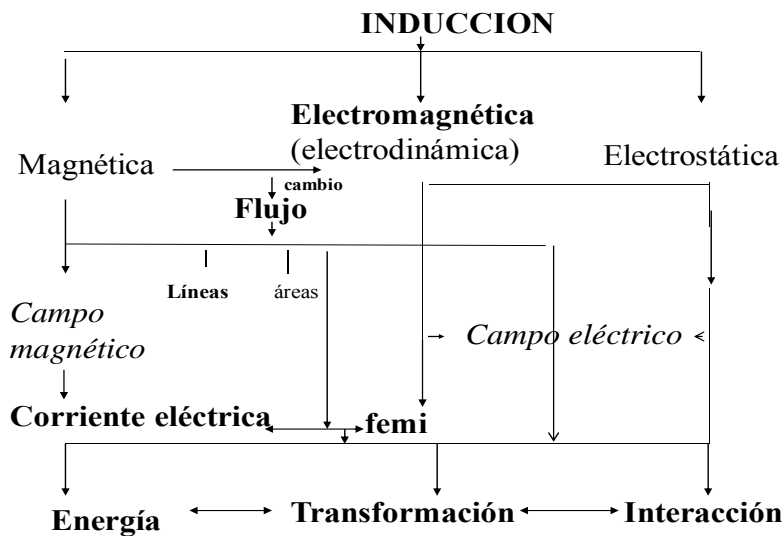 INDUCCION
Electromagnética
(electrodinámica)
Magnética
Electrostática
cambio
Flujo
Líneas
áreas
Campo
magnético
Campo eléctrico
Corriente eléctrica
femi
Energía
Transformación
Interacción